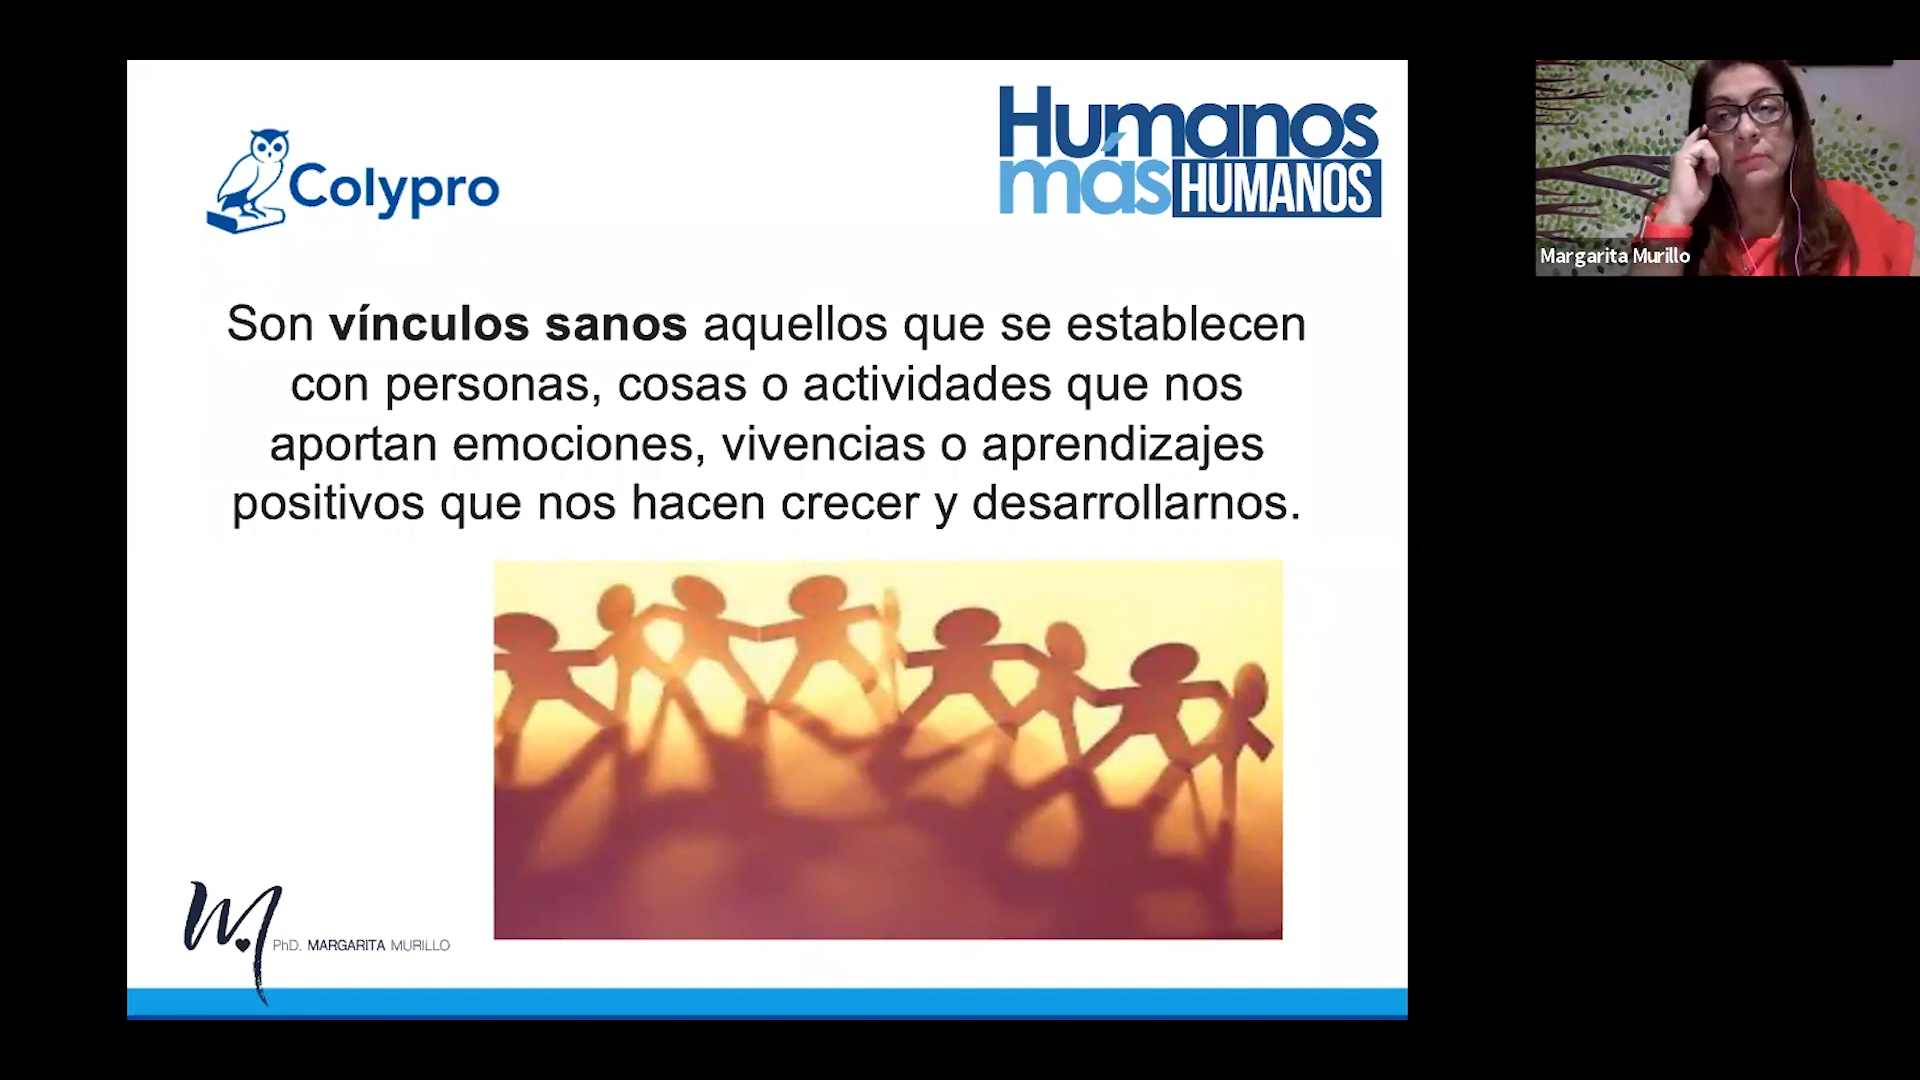 Colypro
Humanos
más HUMANOS
Margarita Murillo
Son vínculos sanos aquellos que se establecen
con personas, cosas o actividades que nos
aportan emociones, vivencias o aprendizajes
positivos que nos hacen crecer y desarrollarnos.
M
PhD. MARGARITA MURILLO